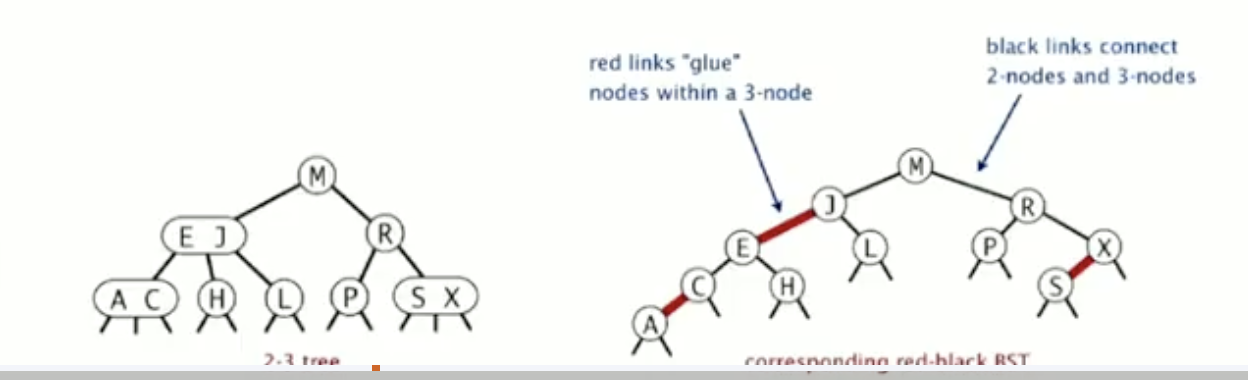 red links "glue"
nodes within a 3-node
black links connect
2-nodes and 3-nodes
M
E J
R
A C
H
L
P
S X
2-3 tree
M
J
R
E
L
P
X
C
H
S
A
corresponding red-black BST